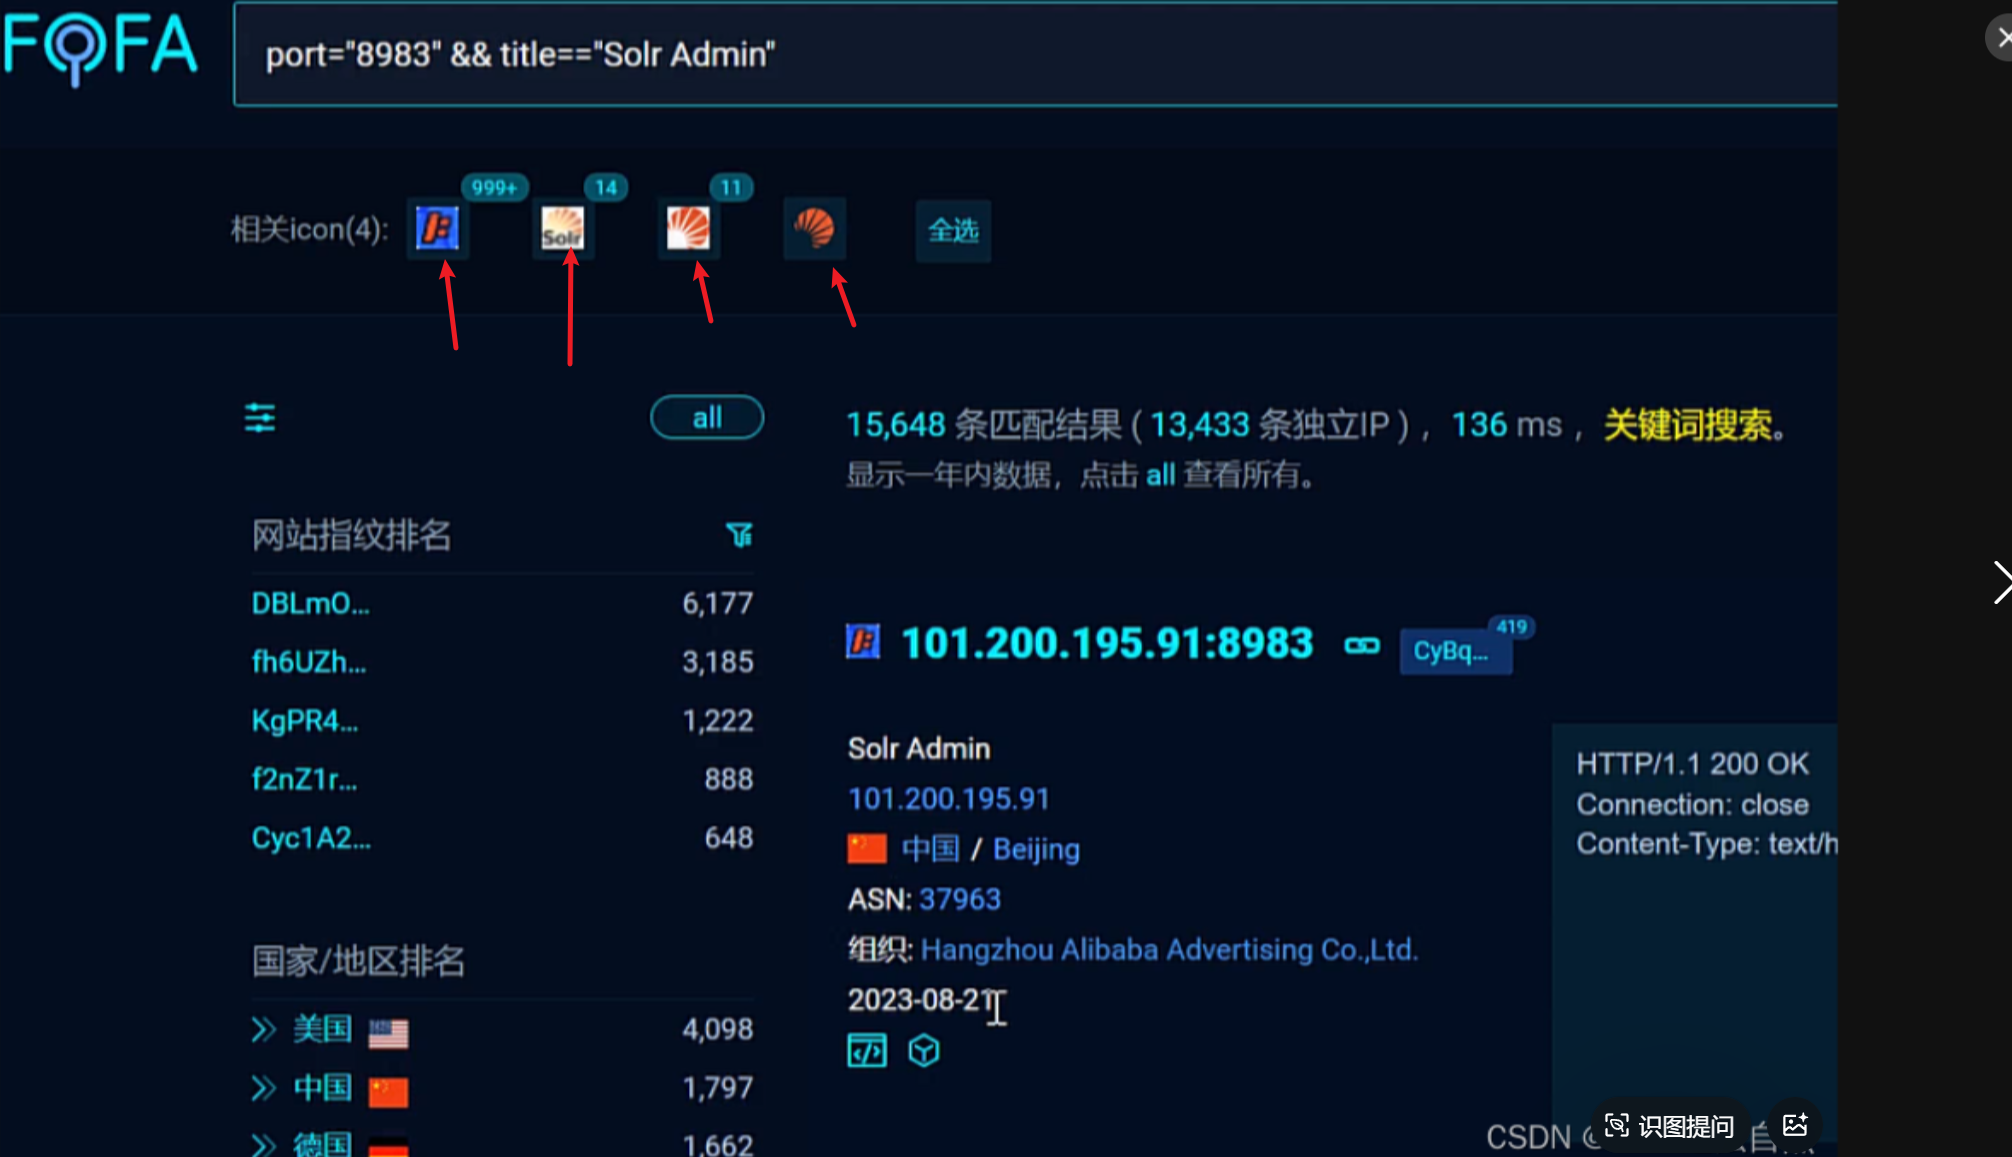 FOFA
port="8983" && title=="Solr Admin"
相关icon(4):
999+
14
11
Solr
全选
all
15,648 条匹配结果 ( 13,433 条独立IP ) ，136 ms ，关键词搜索。
显示一年内数据，点击 all 查看所有。
网站指纹排名
DBLmO... 6,177
fh6UZh... 3,185
KgPR4... 1,222
f2nZ1r... 888
Cyc1A2... 648
国家/地区排名
美国 4,098
中国 1,797
德国 1,662
101.200.195.91:8983
CyBq...
419
Solr Admin
101.200.195.91
中国 / Beijing
ASN: 37963
组织: Hangzhou Alibaba Advertising Co.,Ltd.
2023-08-21
HTTP/1.1 200 OK
Connection: close
Content-Type: text/h
CSDN
识图提问